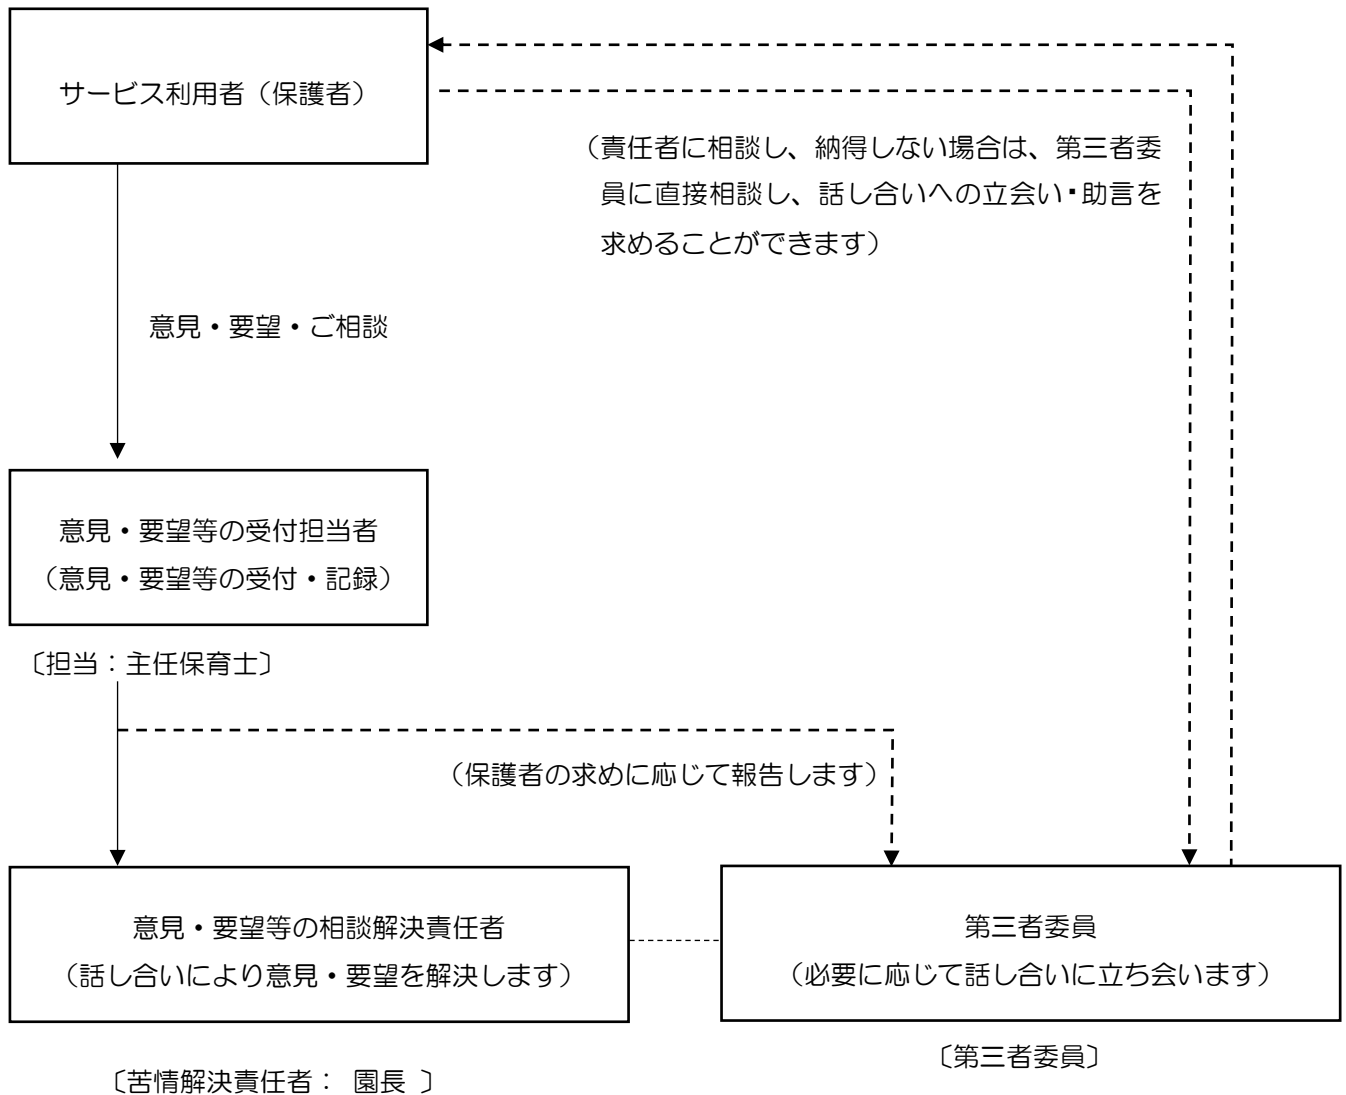 サービス利用者（保護者）
（責任者に相談し、納得しない場合は、第三者委
員に直接相談し、話し合いへの立会い・助言を
求めることができます）
意見・要望・ご相談
意見・要望等の受付担当者
（意見・要望等の受付・記録）
〔担当：主任保育士〕
（保護者の求めに応じて報告します）
意見・要望等の相談解決責任者
（話し合いにより意見・要望を解決します）
第三者委員
（必要に応じて話し合いに立ち会います）
〔第三者委員〕
〔苦情解決責任者： 園長 〕